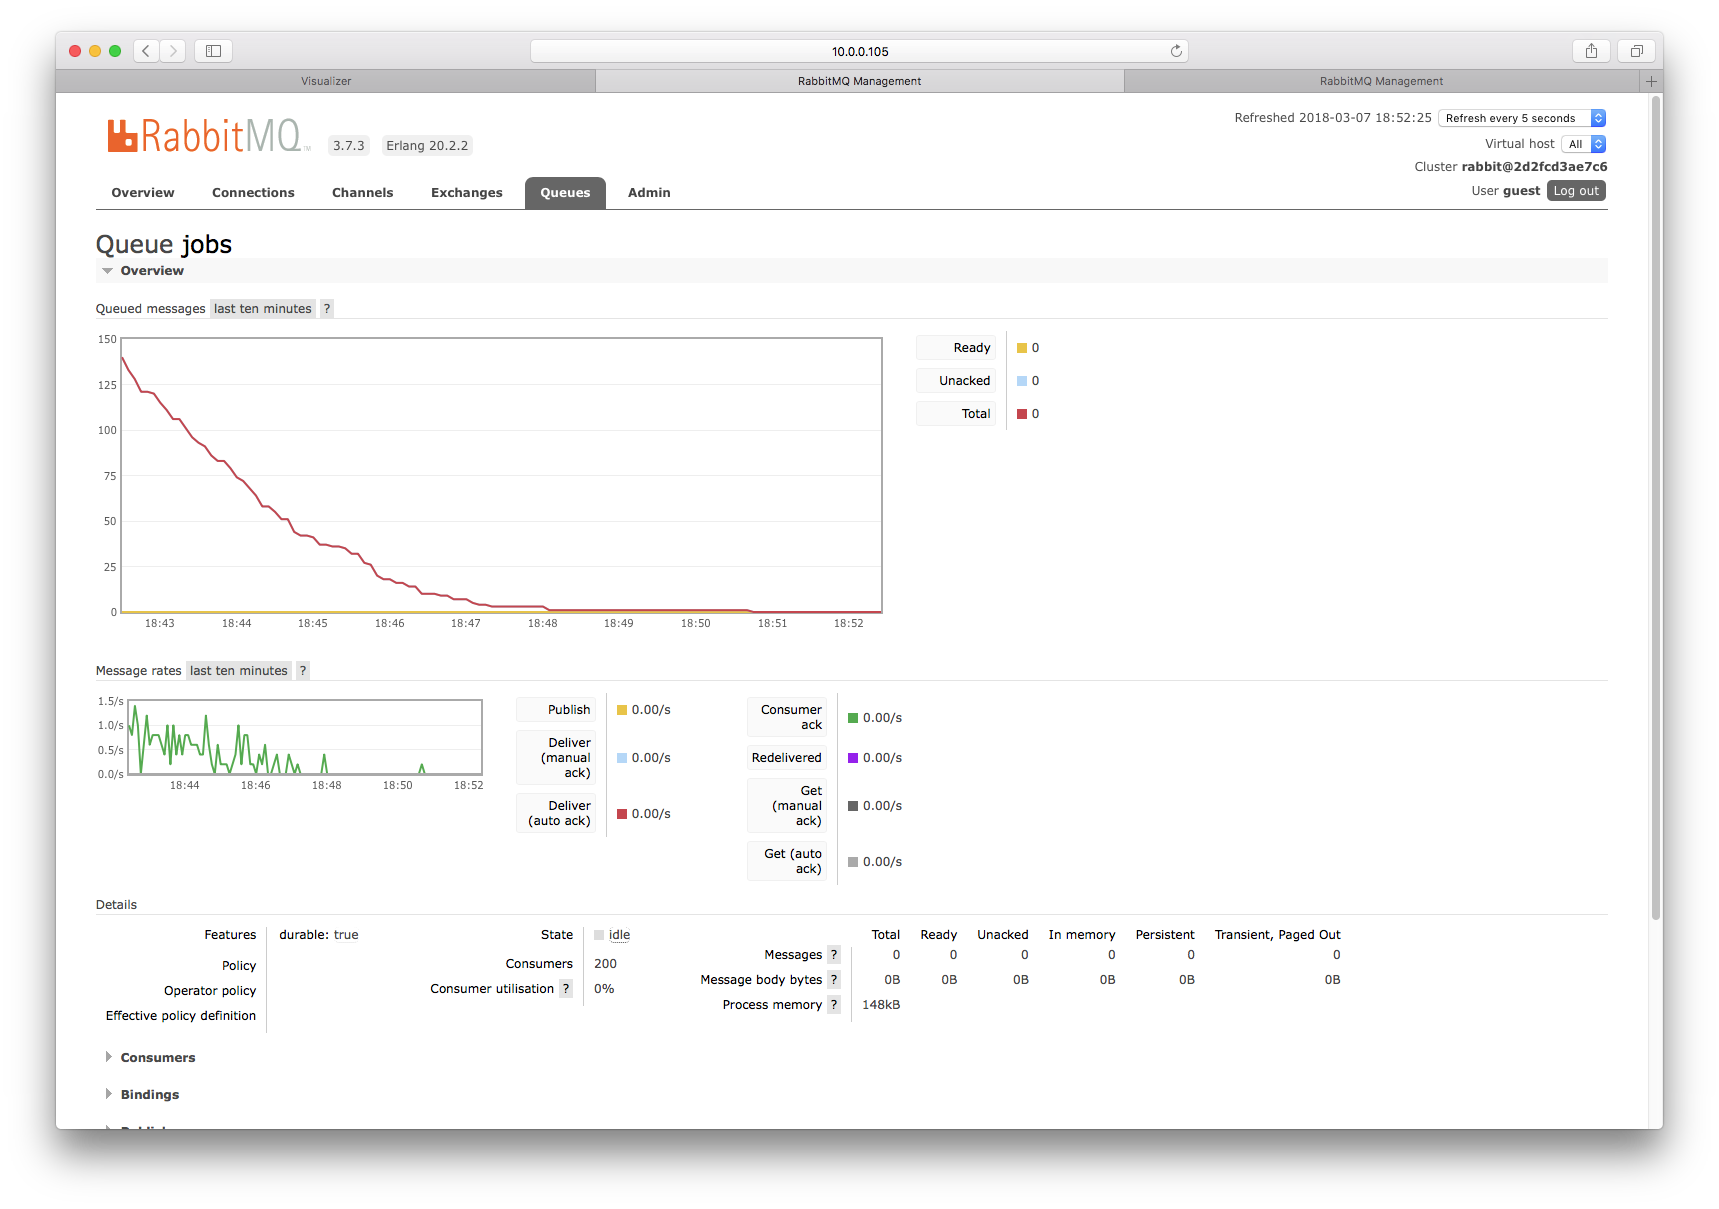 10.0.0.105
Visualizer
RabbitMQ Management
RabbitMQ Management
RabbitMQ™
3.7.3
Erlang 20.2.2
Refreshed 2018-03-07 18:52:25 Refresh every 5 seconds
Virtual host All
Cluster rabbit@2d2fcd3ae7c6
User guest Log out
Overview Connections Channels Exchanges Queues Admin
Queue jobs
Overview
Queued messages last ten minutes ?
150
125
100
75
50
25
0
18:43 18:44 18:45 18:46 18:47 18:48 18:49 18:50 18:51 18:52
Ready 0
Unacked 0
Total 0
Message rates last ten minutes ?
1.5/s
1.0/s
0.5/s
0.0/s
18:44 18:46 18:48 18:50 18:52
Publish 0.00/s
Deliver
(manual 0.00/s
ack)
Deliver
(auto ack) 0.00/s
Consumer
ack 0.00/s
Redelivered 0.00/s
Get
(manual 0.00/s
ack)
Get (auto
ack) 0.00/s
Details
Features durable: true
Policy
Operator policy
Effective policy definition
State idle
Consumers 200
Consumer utilisation ? 0%
Total Ready Unacked In memory Persistent Transient, Paged Out
Messages ? 0 0 0 0 0 0
Message body bytes ? 0B 0B 0B 0B 0B 0B
Process memory ? 148kB
Consumers
Bindings